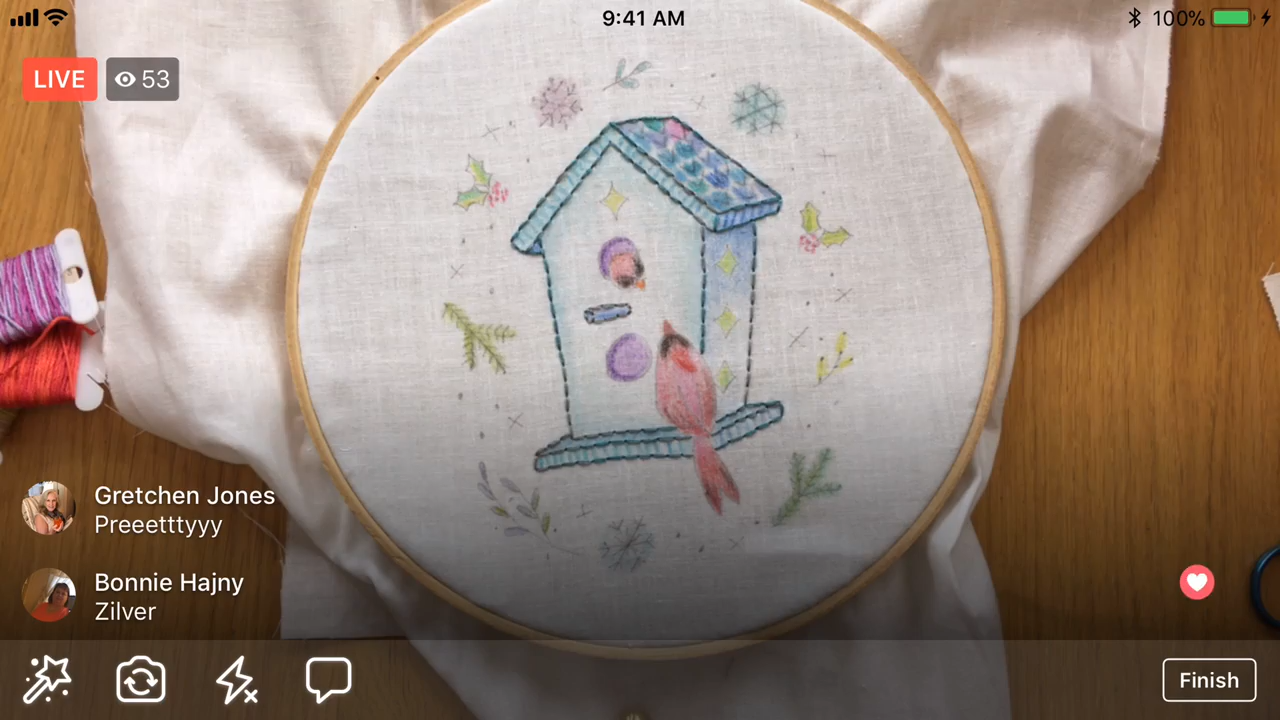 9:41 AM
100%
LIVE
53
Gretchen Jones
Preeetttyyy
Bonnie Hajny
Zilver
Finish